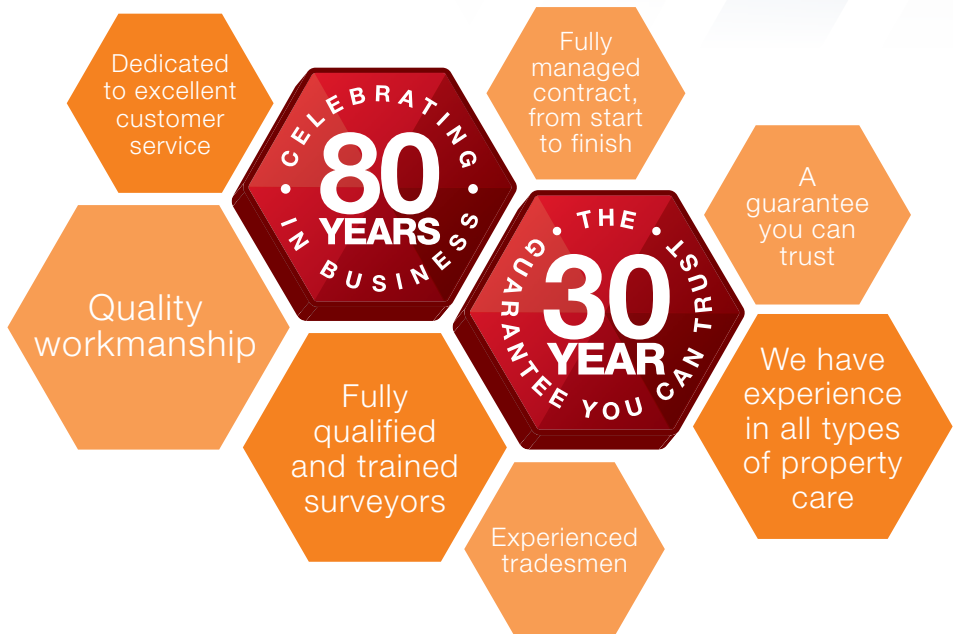 Dedicated
to excellent
customer
service
CELEBRATING
80
YEARS
IN BUSINESS
Fully
managed
contract,
from start
to finish
A
guarantee
you can
trust
Quality
workmanship
THE
30
YEAR
GUARANTEE YOU CAN TRUST
Fully
qualified
and trained
surveyors
We have
experience
in all types
of property
care
Experienced
tradesmen